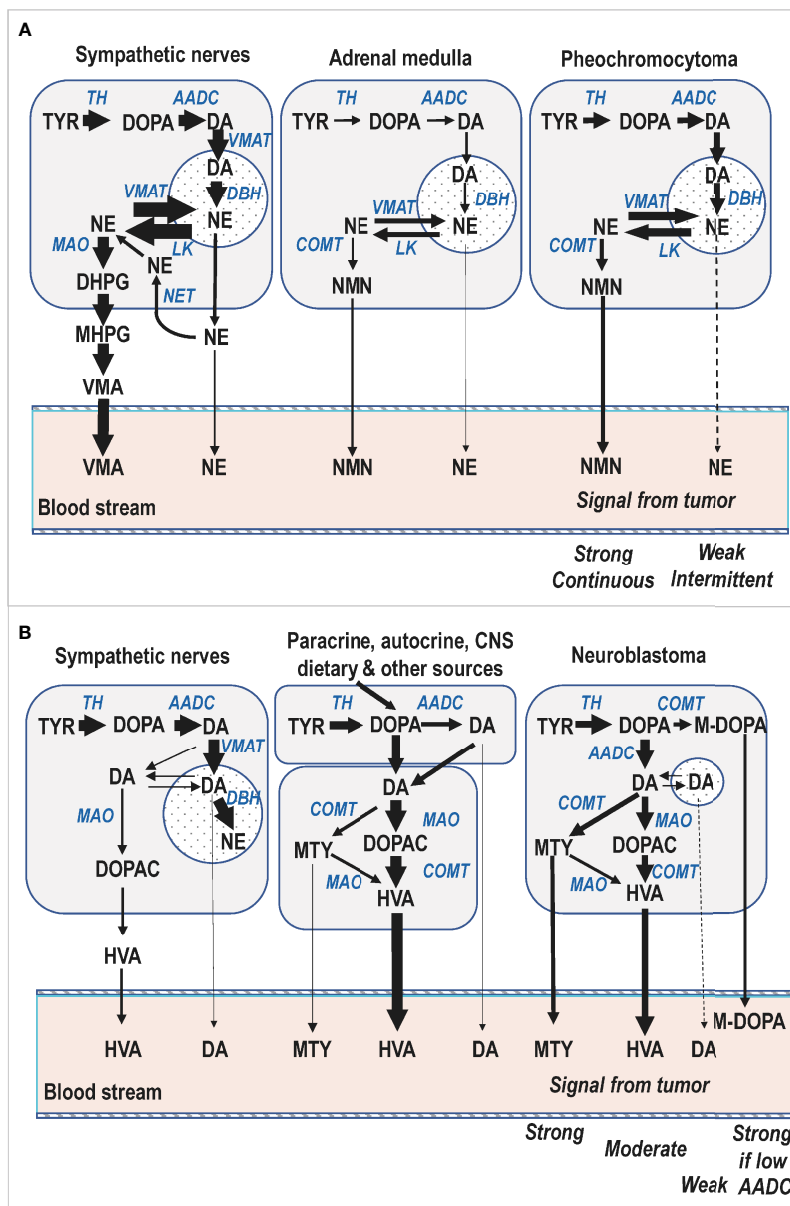 A
Sympathetic nerves
Adrenal medulla
Pheochromocytoma
TH
AADC
TYR
DOPA
DA
VMAT
DA
DBH
VMAT
NE
NE
LK
MAO
NE
DHPG
NET
MHPG
NE
VMA
VMA
NE
TH
AADC
TYR
DOPA
DA
DA
DBH
VMAT
NE
NE
LK
COMT
NMN
NMN
NE
TH
AADC
TYR
DOPA
DA
DA
DBH
VMAT
NE
NE
LK
COMT
NMN
NMN
NE
Blood stream
Signal from tumor
Strong
Continuous
Weak
Intermittent
B
Sympathetic nerves
Paracrine, autocrine, CNS
dietary & other sources
Neuroblastoma
TH
AADC
TYR
DOPA
DA
VMAT
DA
DA
DBH
MAO
NE
DOPAC
HVA
HVA
DA
TH
AADC
TYR
DOPA
DA
DA
COMT
MAO
MTY
DOPAC
MAO
COMT
HVA
MTY
HVA
DA
TH
COMT
TYR
DOPA
M-DOPA
AADC
DA
DA
COMT
MAO
MTY
DOPAC
MAO
COMT
HVA
M-DOPA
MTY
HVA
DA
Blood stream
Signal from tumor
Strong
Moderate
Weak
Strong
if low
AADC